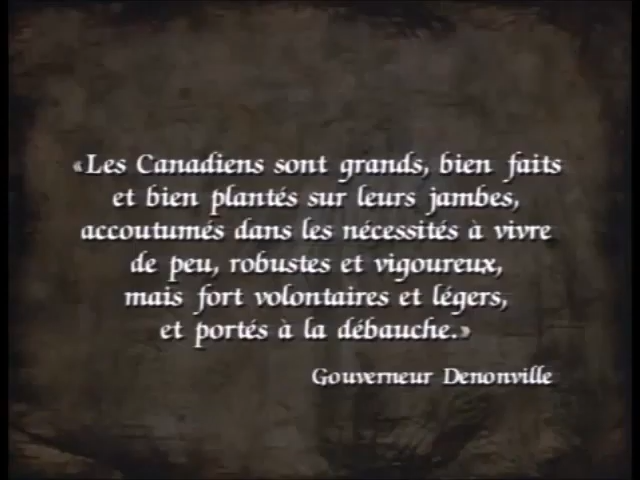 «Les Canadiens sont grands, bien faits
et bien plantés sur leurs jambes,
accoutumés dans les nécessités à vivre
de peu, robustes et vigoureux,
mais fort volontaires et légers,
et portés à la débauche.»
Gouverneur Denonville